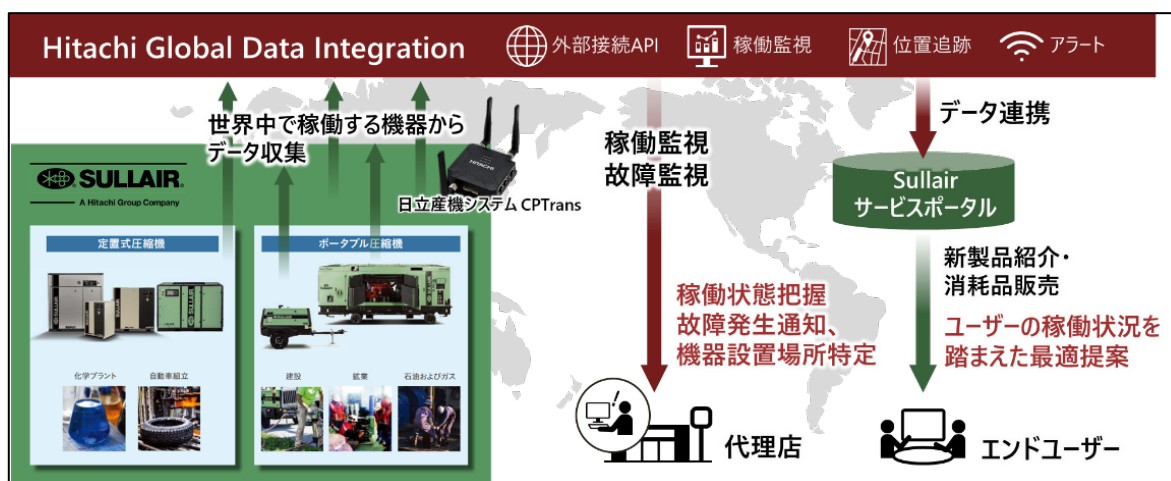 Hitachi Global Data Integration
外部接続API
稼働監視
位置追跡
アラート
世界中で稼働する機器から
データ収集
HITACHI
日立産機システム CPTrans
SULLAIR
A Hitachi Group Company
定置式圧縮機
化学プラント
自動車組立
ポータブル圧縮機
SULLAIR
建設
鉱業
石油およびガス
稼働監視
故障監視
稼働状態把握
故障発生通知、
機器設置場所特定
代理店
データ連携
Sullair
サービスポータル
新製品紹介・
消耗品販売
ユーザーの稼働状況を
踏まえた最適提案
エンドユーザー